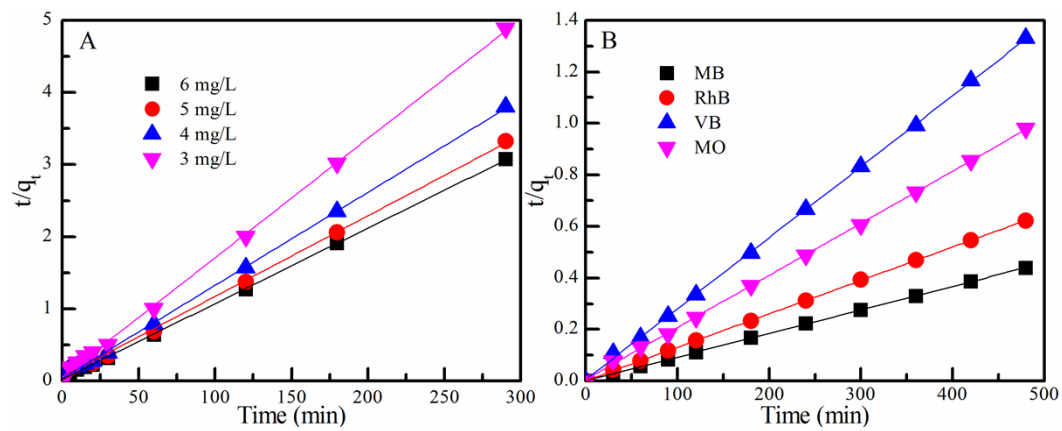 A
6 mg/L
5 mg/L
4 mg/L
3 mg/L
t/qt
5
4
3
2
1
0
0 50 100 150 200 250 300
Time (min)
B
MB
RhB
VB
MO
t/qt
1.4
1.2
1.0
0.8
0.6
0.4
0.2
0.0
0 100 200 300 400 500
Time (min)